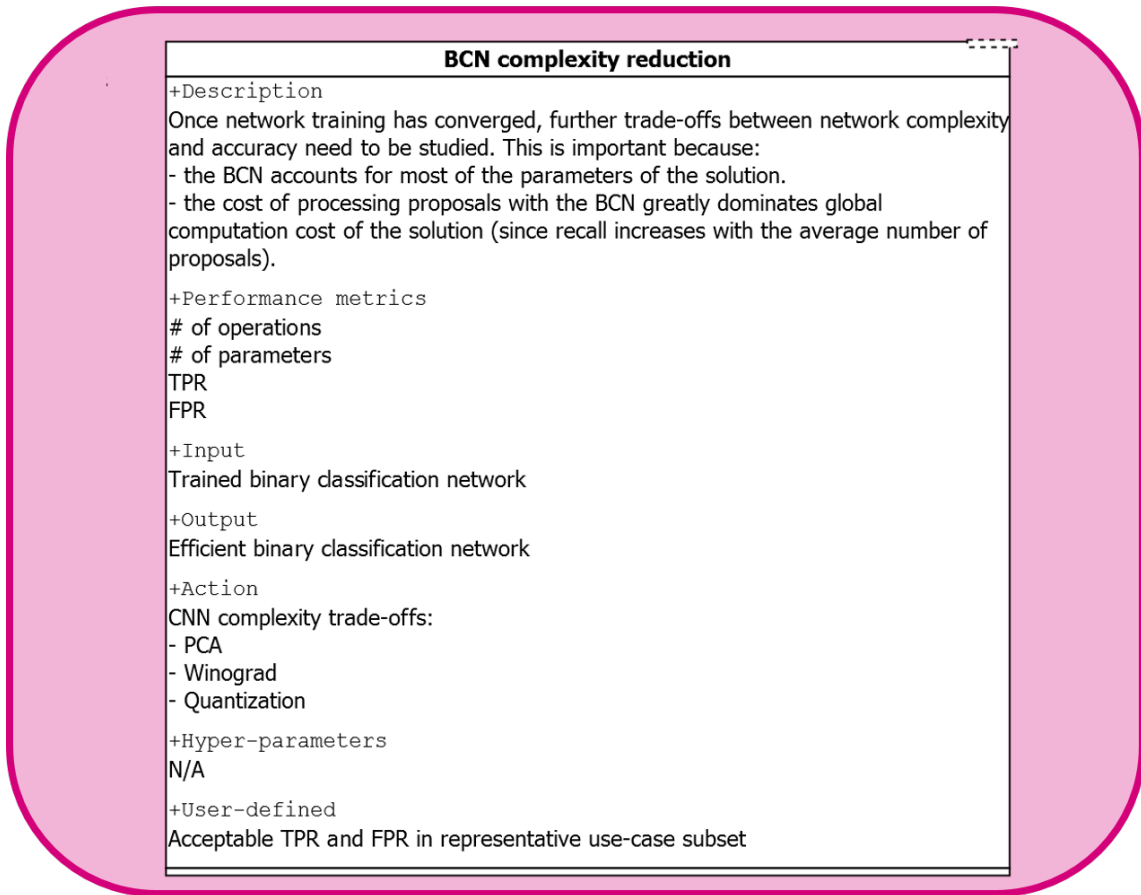 BCN complexity reduction
+Description
Once network training has converged, further trade-offs between network complexity
and accuracy need to be studied. This is important because:
- the BCN accounts for most of the parameters of the solution.
- the cost of processing proposals with the BCN greatly dominates global
computation cost of the solution (since recall increases with the average number of
proposals).
+Performance metrics
# of operations
# of parameters
TPR
FPR
+Input
Trained binary classification network
+Output
Efficient binary classification network
+Action
CNN complexity trade-offs:
- PCA
- Winograd
- Quantization
+Hyper-parameters
N/A
+User-defined
Acceptable TPR and FPR in representative use-case subset